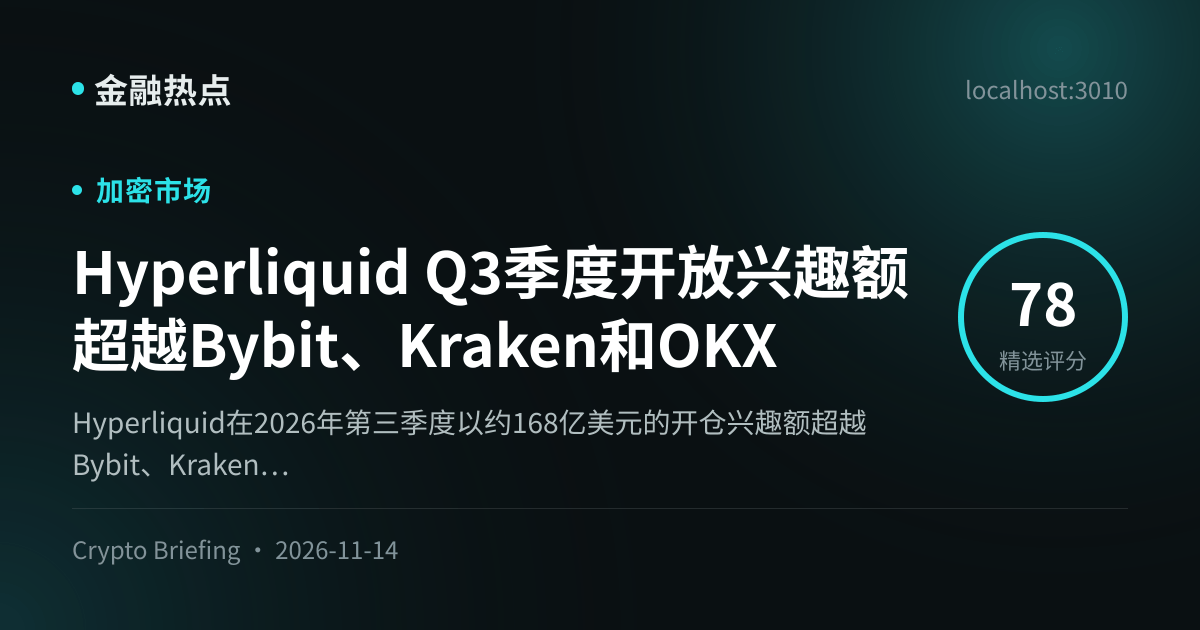 金融热点
localhost:3010
加密市场
Hyperliquid Q3季度开放兴趣额
超越Bybit、Kraken和OKX
78
精选评分
Hyperliquid在2026年第三季度以约168亿美元的开仓兴趣额超越
Bybit、Kraken…
Crypto Briefing · 2026-11-14